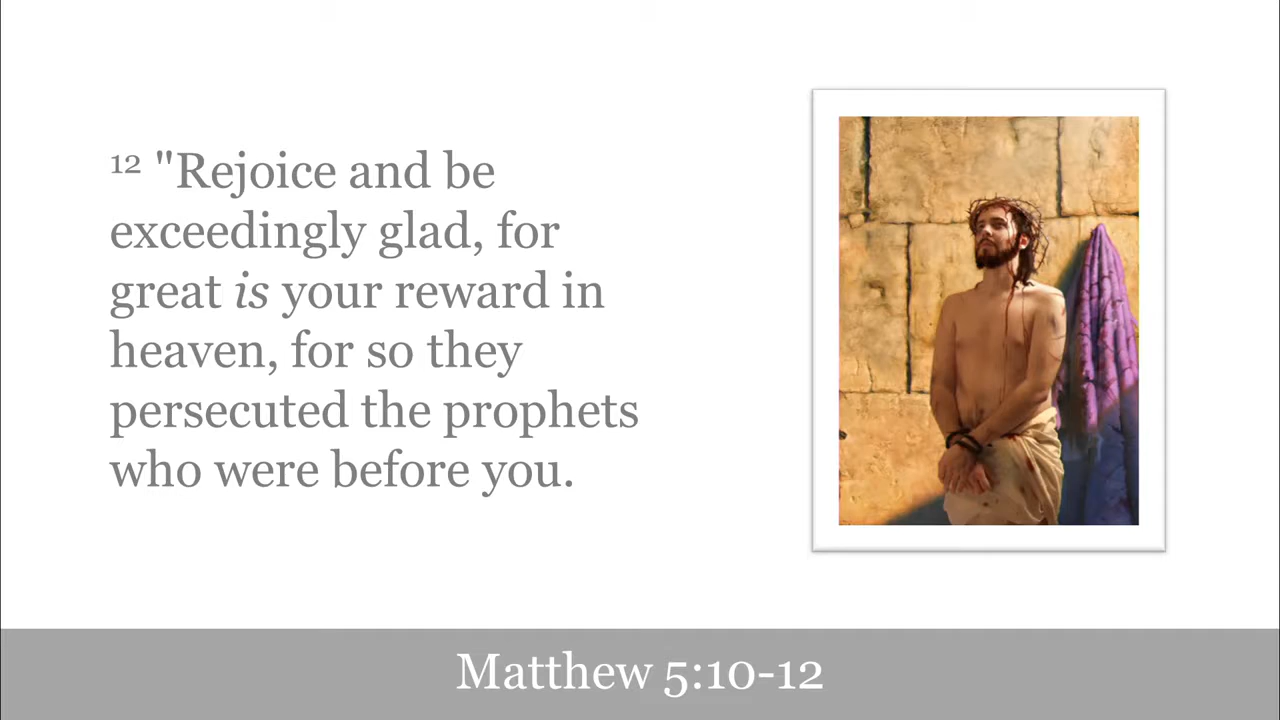 12 "Rejoice and be
exceedingly glad, for
great is your reward in
heaven, for so they
persecuted the prophets
who were before you.
Matthew 5:10-12